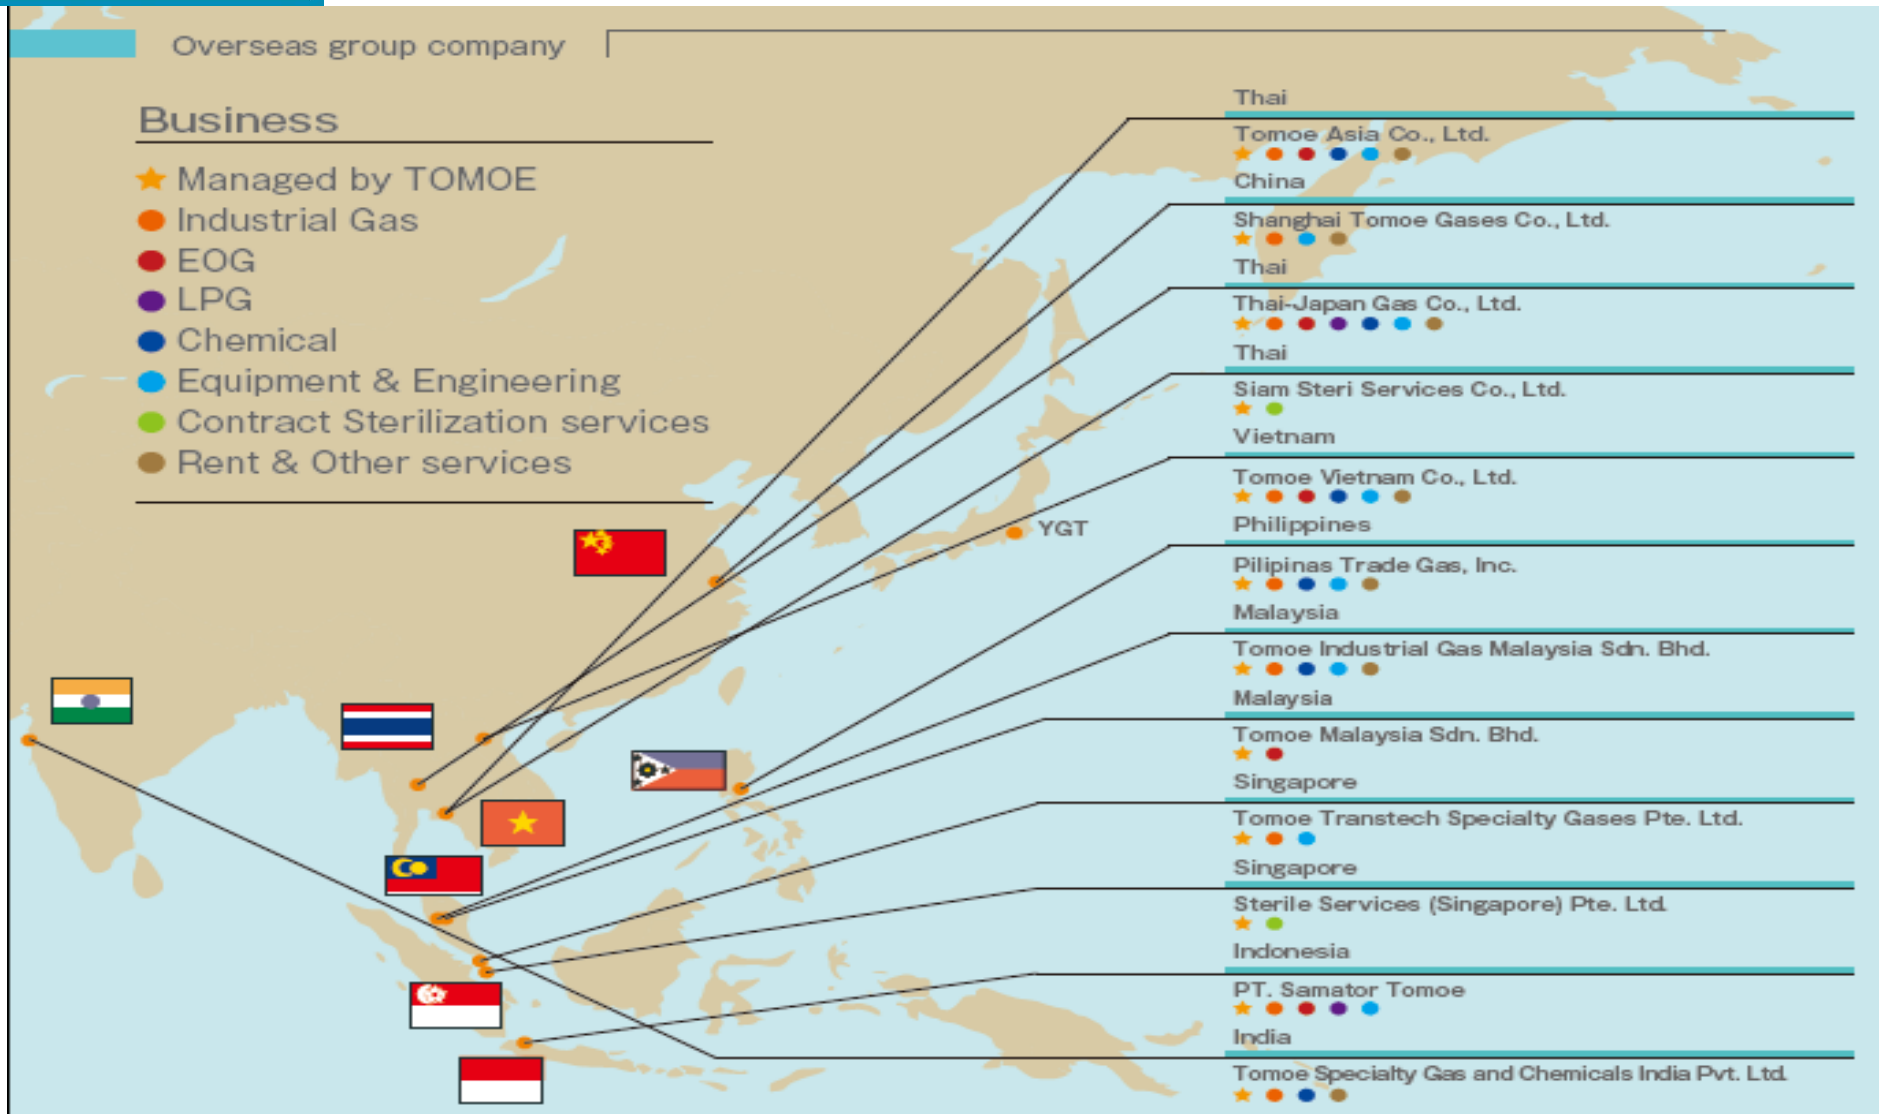 Overseas group company
Business
Managed by TOMOE
Industrial Gas
EOG
LPG
Chemical
Equipment & Engineering
Contract Sterilization services
Rent & Other services
YGT
Thai
Tomoe Asia Co., Ltd.
China
Shanghai Tomoe Gases Co., Ltd.
Thai
Thai-Japan Gas Co., Ltd.
Thai
Siam Steri Services Co., Ltd.
Vietnam
Tomoe Vietnam Co., Ltd.
Philippines
Pilipinas Trade Gas, Inc.
Malaysia
Tomoe Industrial Gas Malaysia Sdn. Bhd.
Malaysia
Tomoe Malaysia Sdn. Bhd.
Singapore
Tomoe Transtech Specialty Gases Pte. Ltd.
Singapore
Sterile Services (Singapore) Pte. Ltd.
Indonesia
PT. Samator Tomoe
India
Tomoe Specialty Gas and Chemicals India Pvt. Ltd.